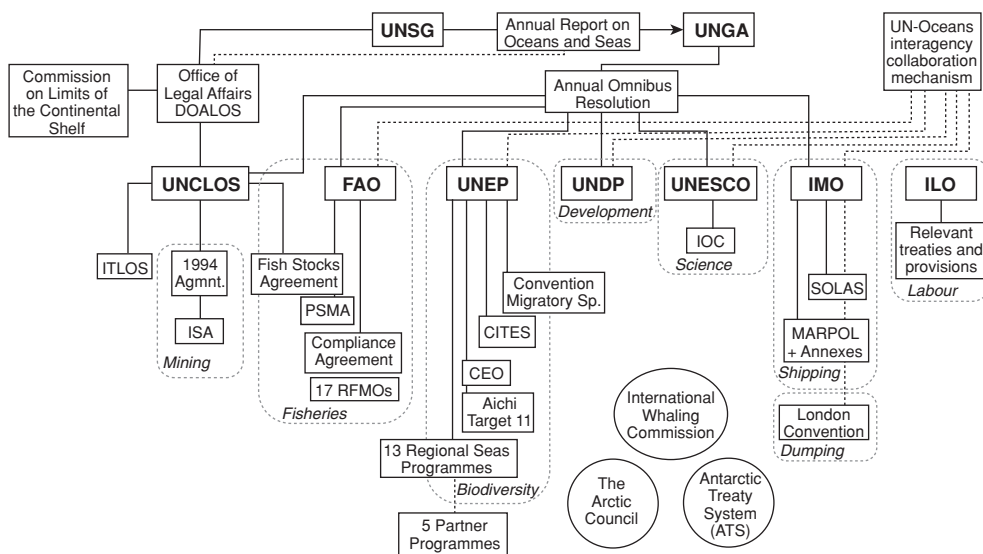 UNSG
Annual Report on
Oceans and Seas
UNGA
UN-Oceans
interagency
collaboration
mechanism
Commission
on Limits of
the Continental
Shelf
Office of
Legal Affairs
DOALOS
Annual Omnibus
Resolution
UNCLOS
FAO
UNEP
UNDP
UNESCO
IMO
ILO
Development
ITLOS
1994
Agmnt.
ISA
Mining
Fish Stocks
Agreement
PSMA
Compliance
Agreement
17 RFMOs
Fisheries
Convention
Migratory Sp.
CITES
CEO
Aichi
Target 11
13 Regional Seas
Programmes
Biodiversity
5 Partner
Programmes
IOC
Science
SOLAS
MARPOL
+ Annexes
Shipping
London
Convention
Dumping
Relevant
treaties and
provisions
Labour
International
Whaling
Commission
The
Arctic
Council
Antarctic
Treaty
System
(ATS)